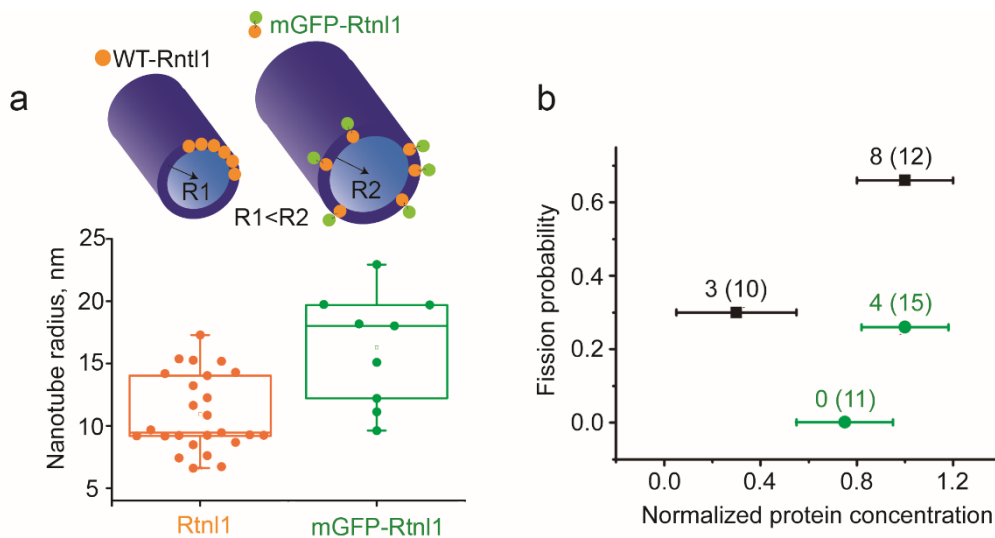 mGFP-Rtnl1
WT-Rntl1
a
R1
R2
R1<R2
Nanotube radius, nm
25
20
15
10
5
Rtnl1
mGFP-Rtnl1
b
8 (12)
3 (10)
4 (15)
0 (11)
Fission probability
0.6
0.4
0.2
0.0
0.0
0.4
0.8
1.2
Normalized protein concentration